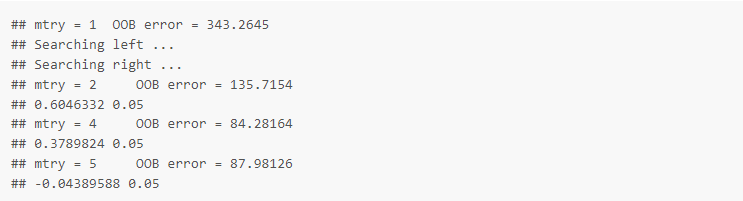 ## mtry = 1  OOB error = 343.2645
## Searching left ...
## Searching right ...
## mtry = 2     OOB error = 135.7154
## 0.6046332 0.05
## mtry = 4     OOB error = 84.28164
## 0.3789824 0.05
## mtry = 5     OOB error = 87.98126
## -0.04389588 0.05